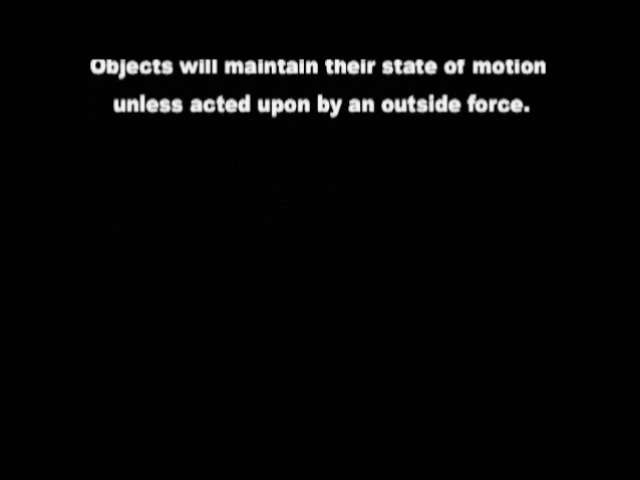 Objects will maintain their state of motion
unless acted upon by an outside force.